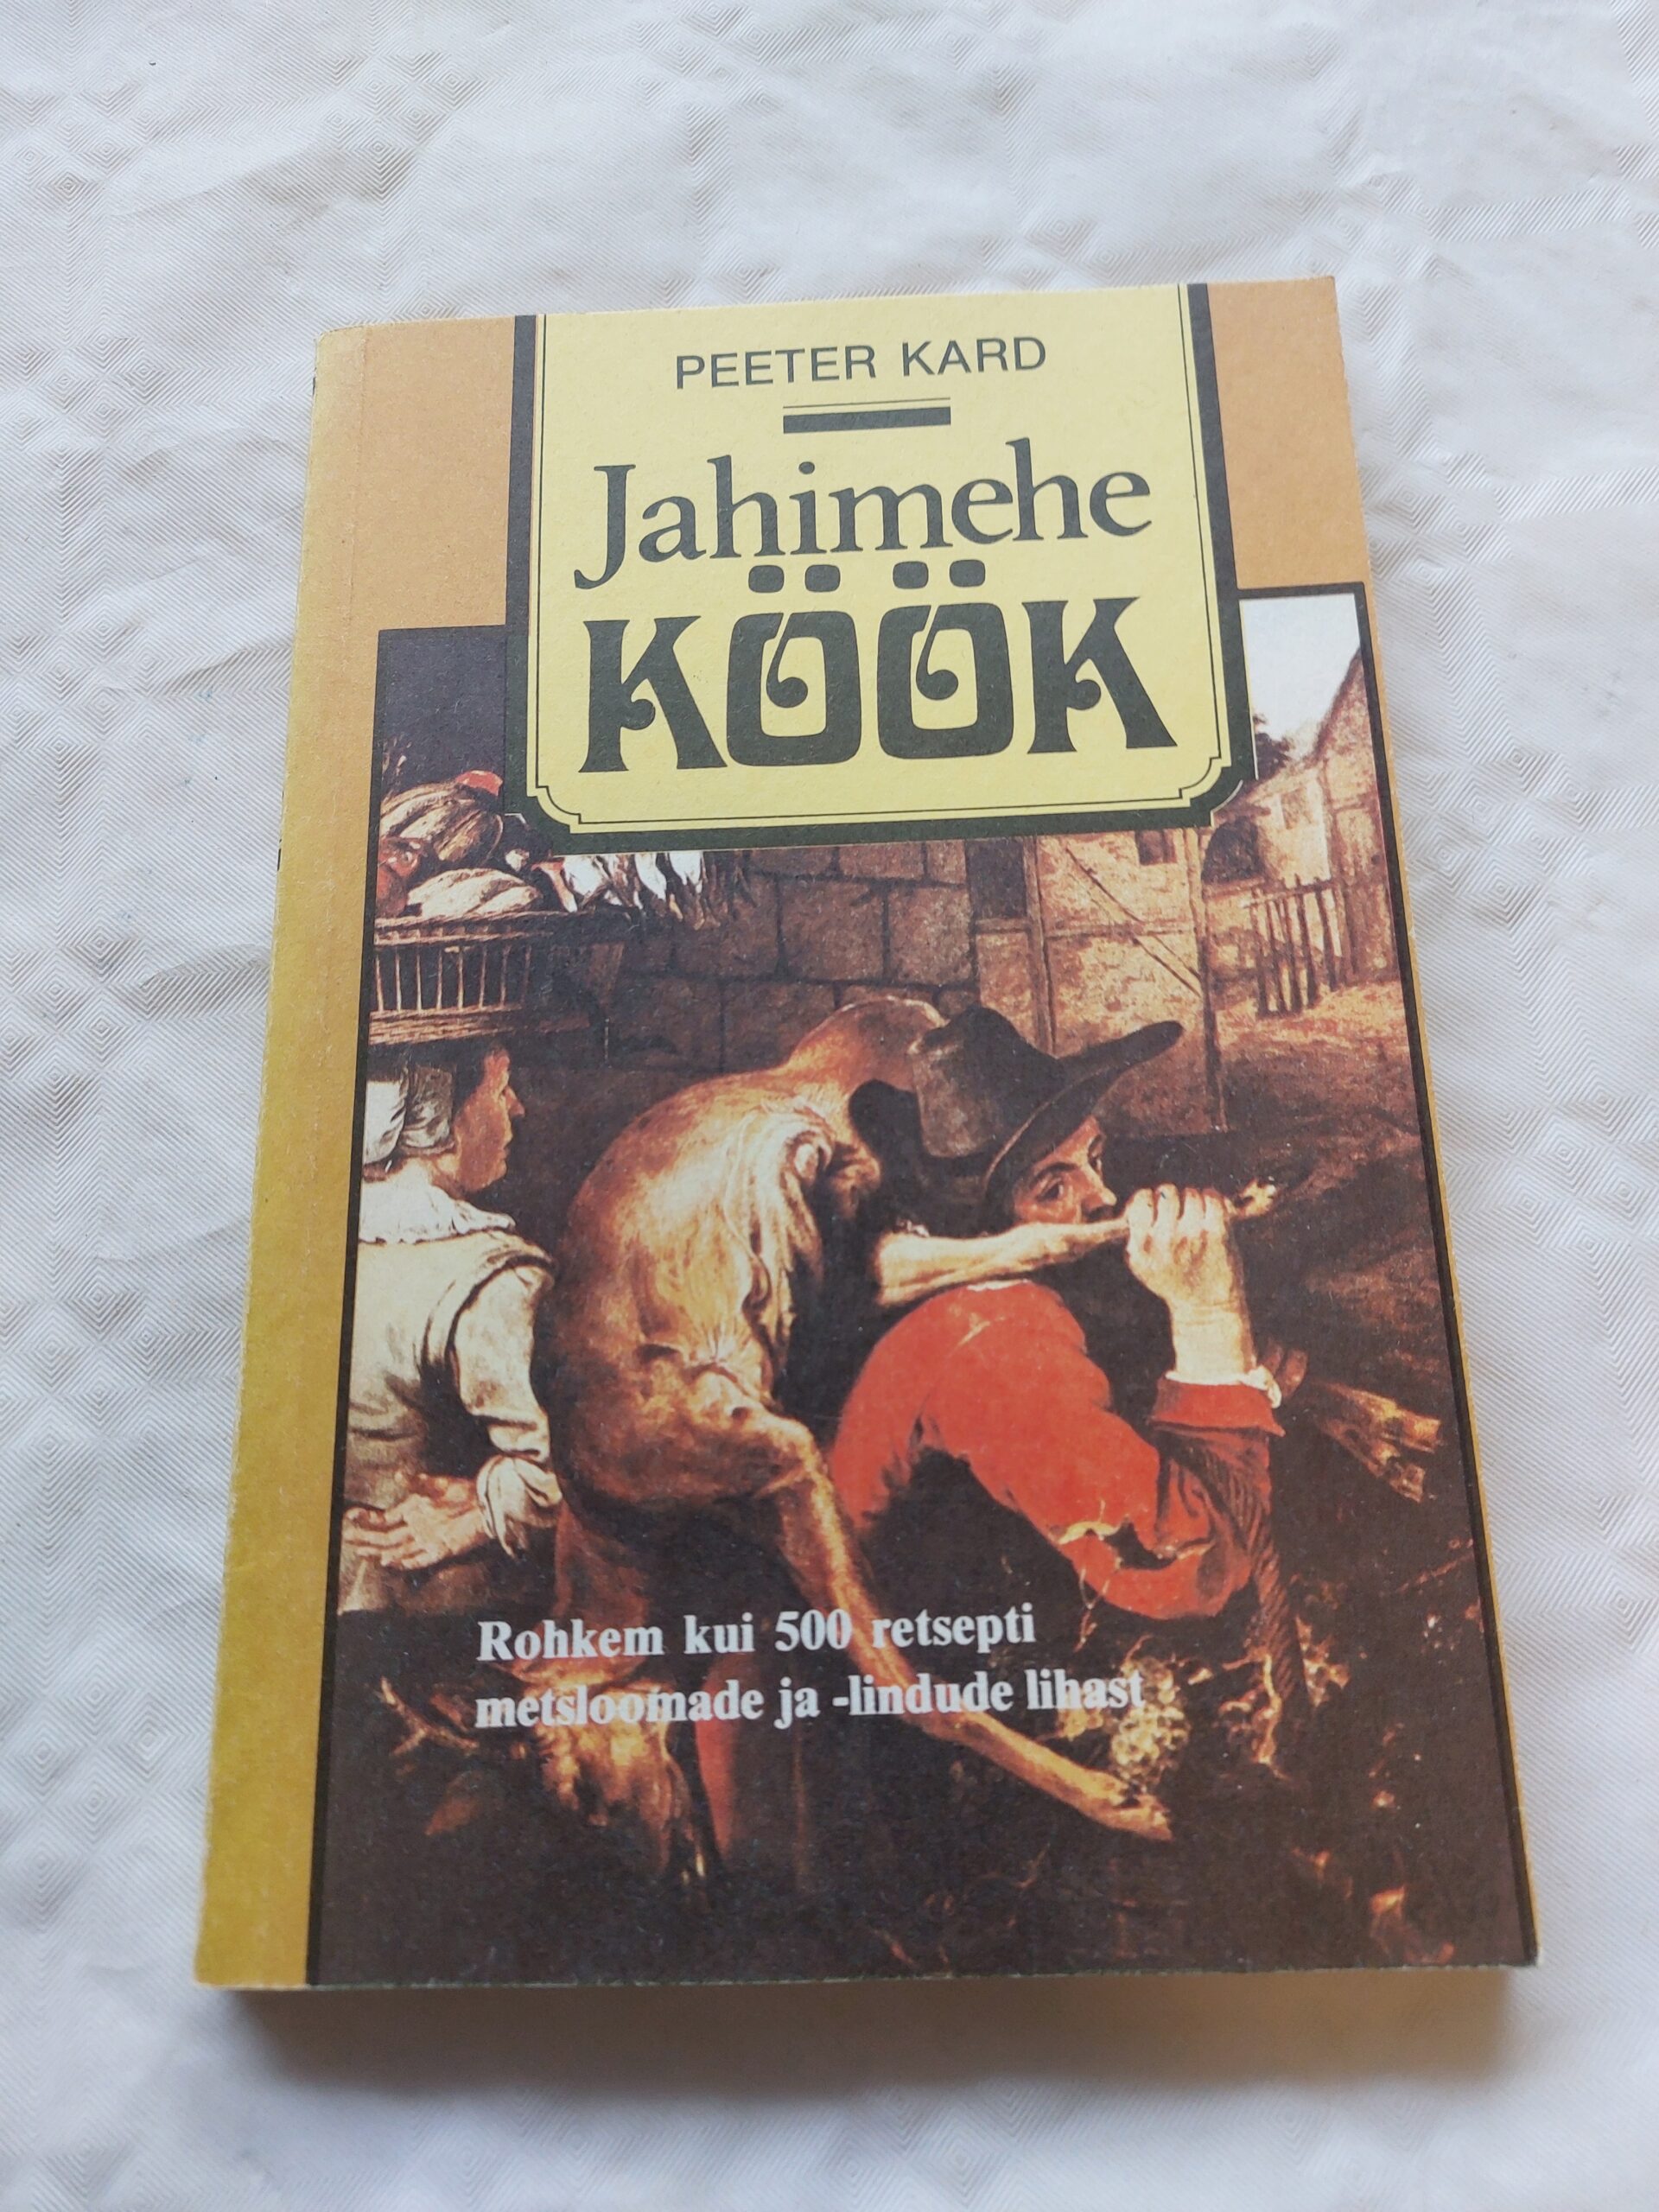 PEETER KARD
Jahimehe
KÖÖK
Rohkem kui 500 retsepti
metsloomade ja -lindude lihast